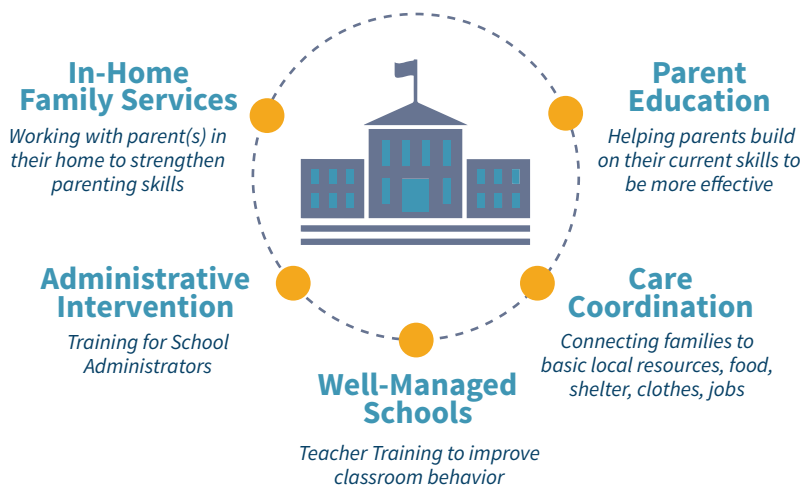 In-Home
Family Services
Working with parent(s) in
their home to strengthen
parenting skills
Parent
Education
Helping parents build
on their current skills to
be more effective
Administrative
Intervention
Training for School
Administrators
Care
Coordination
Connecting families to
basic local resources, food,
shelter, clothes, jobs
Well-Managed
Schools
Teacher Training to improve
classroom behavior